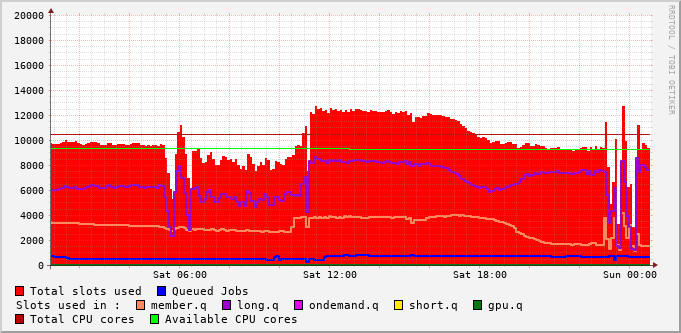 RRDTOOL / TOBI OETIKER
20000
18000
16000
14000
12000
10000
8000
6000
4000
2000
0
Sat 06:00 Sat 12:00 Sat 18:00 Sun 00:00
Total slots used Queued Jobs
Slots used in : member.q long.q ondemand.q short.q gpu.q
Total CPU cores Available CPU cores